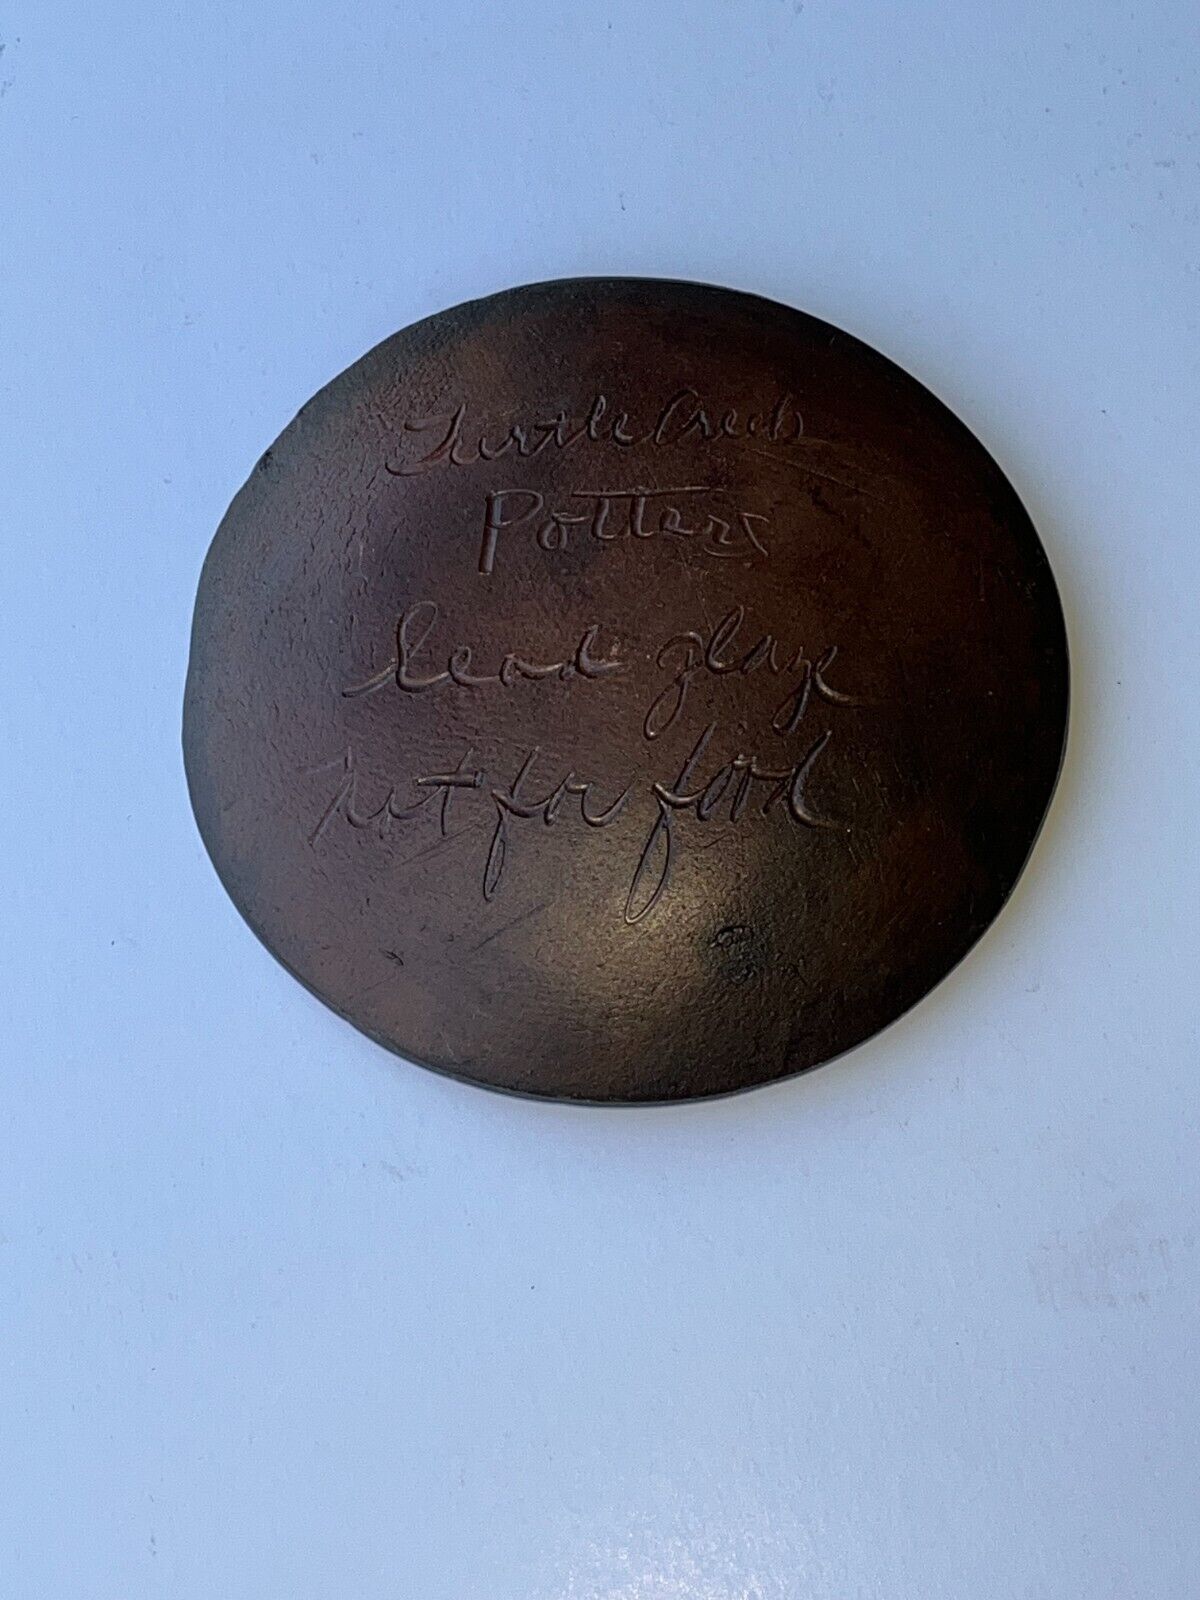 Turtle Creek
Potters
lead glaze
not for food